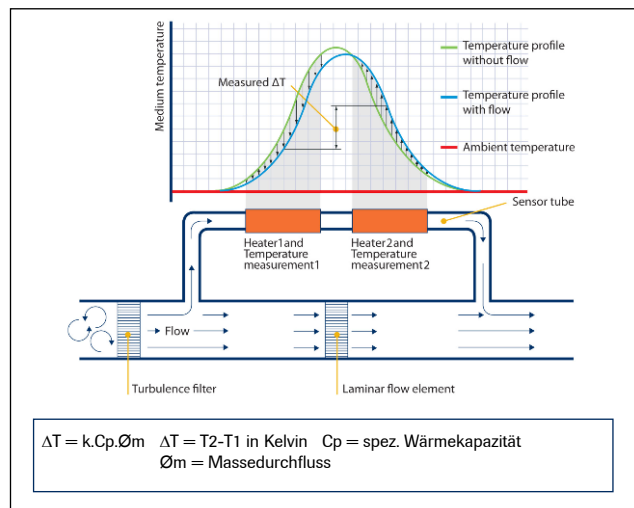 Medium temperature
Temperature profile
without flow
Measured ΔT
Temperature profile
with flow
Ambient temperature
Sensor tube
Heater1and
Temperature
measurement1
Heater2and
Temperature
measurement2
Flow
Turbulence filter
Laminar flow element
ΔT = k.Cp.Øm ΔT = T2-T1 in Kelvin Cp = spez. Wärmekapazität
Øm = Massedurchfluss